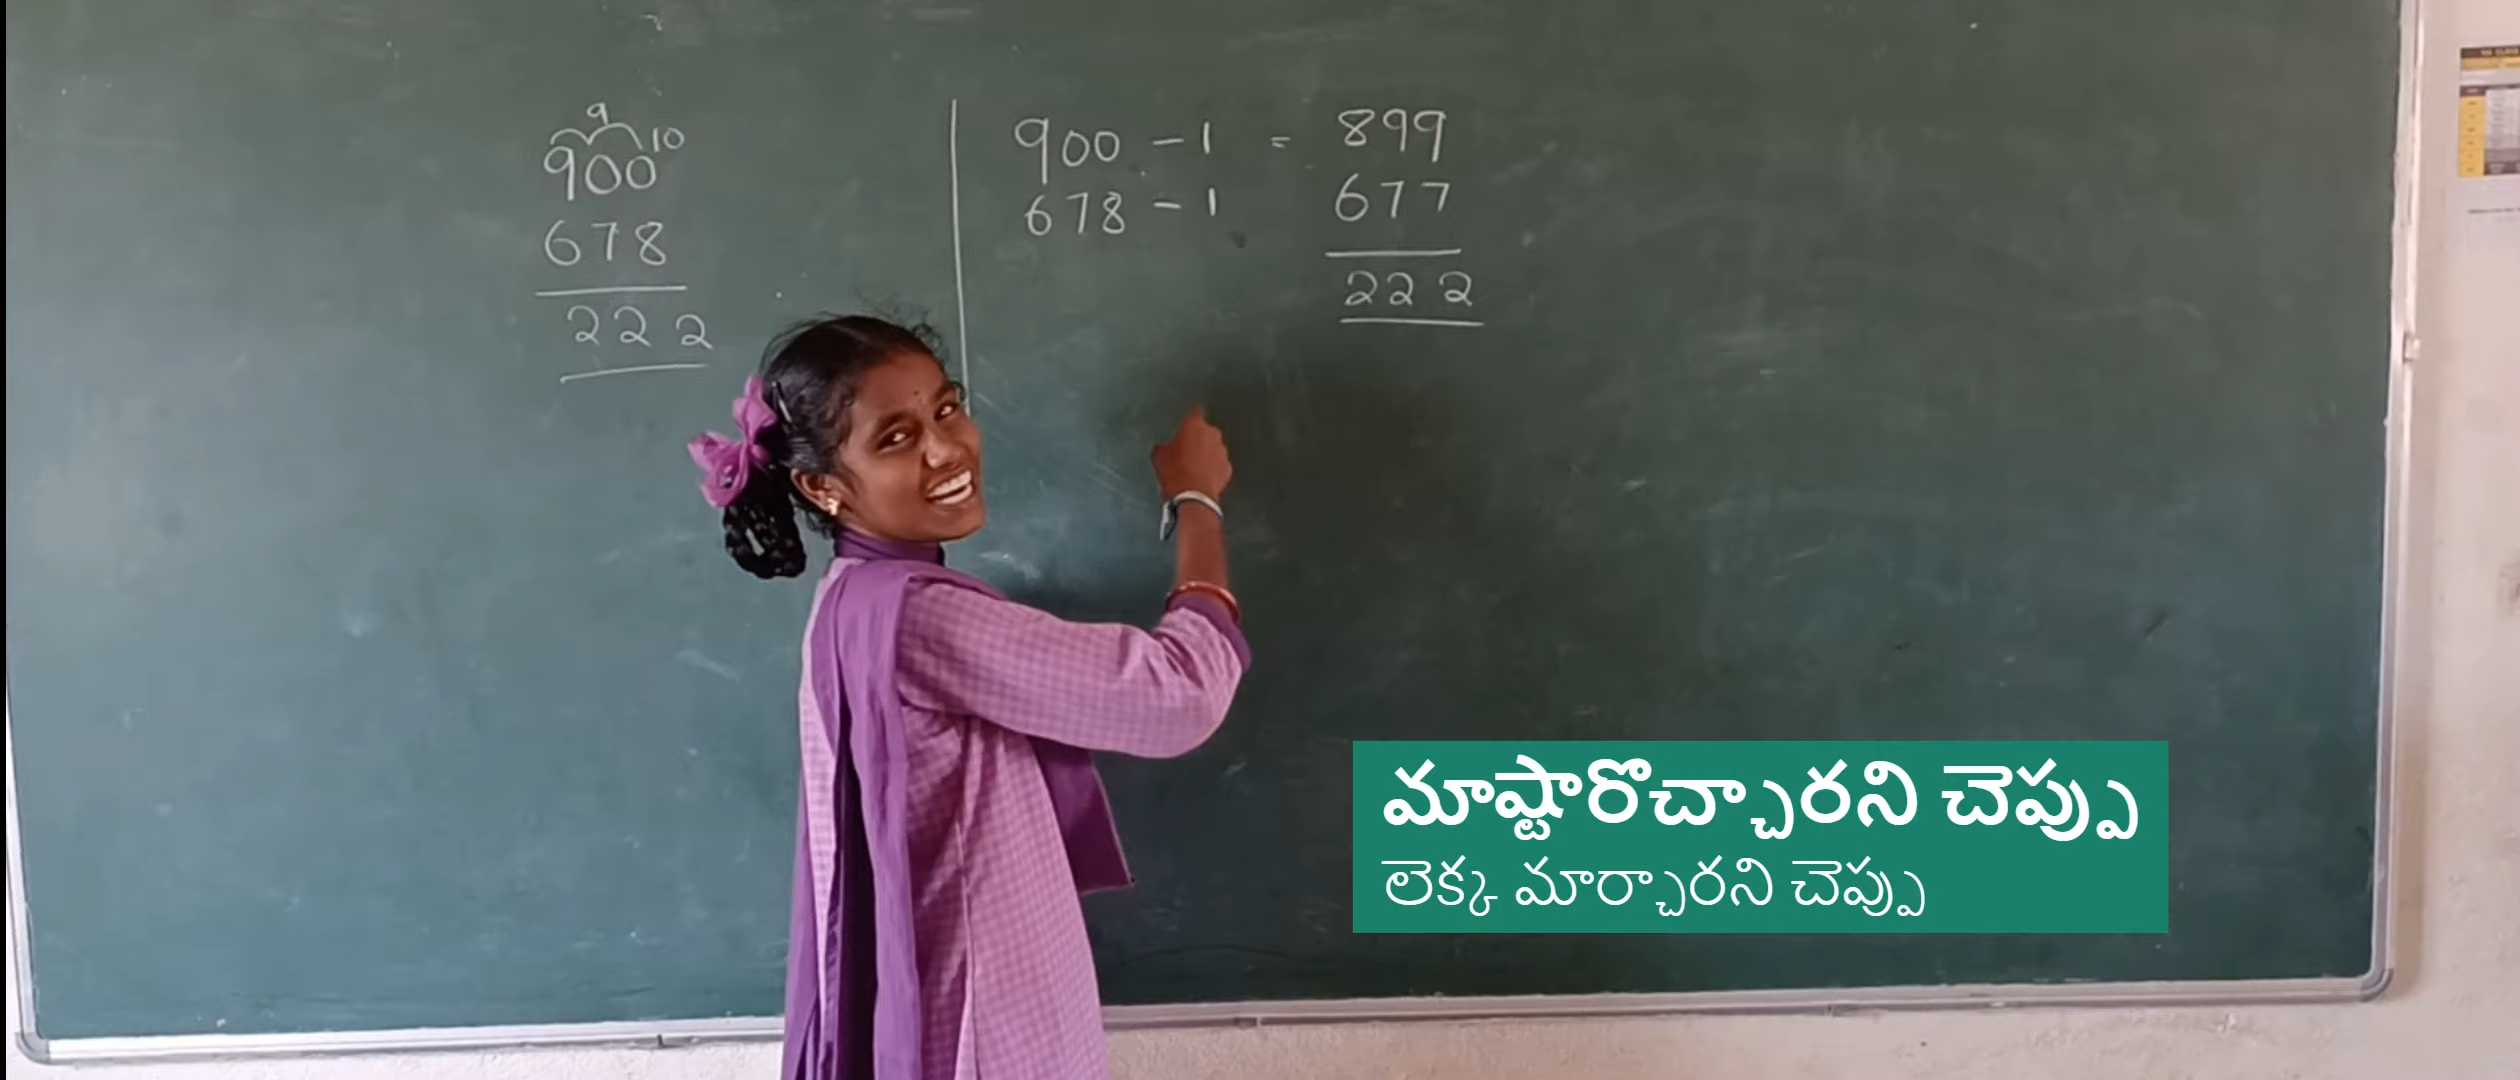 9
10
900
678
222
900 - 1 = 899
678 - 1 677
222
మాష్టారొచ్చారని చెప్పు
లెక్క మార్చారని చెప్పు